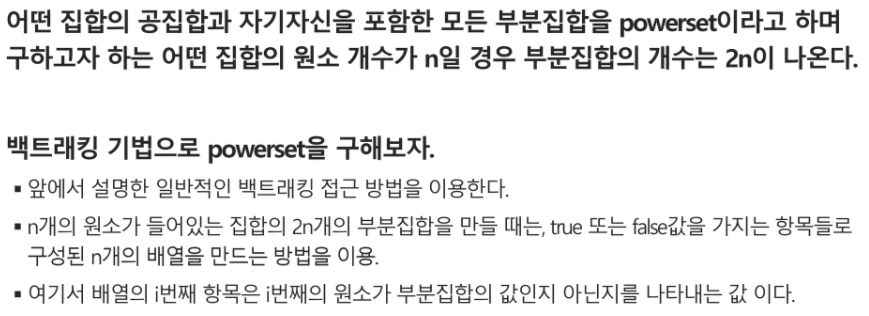 어떤 집합의 공집합과 자기자신을 포함한 모든 부분집합을 powerset이라고 하며
구하고자 하는 어떤 집합의 원소 개수가 n일 경우 부분집합의 개수는 2n이 나온다.
백트래킹 기법으로 powerset을 구해보자.
▪ 앞에서 설명한 일반적인 백트래킹 접근 방법을 이용한다.
▪ n개의 원소가 들어있는 집합의 2n개의 부분집합을 만들 때는, true 또는 false값을 가지는 항목들로
구성된 n개의 배열을 만드는 방법을 이용.
▪ 여기서 배열의 i번째 항목은 i번째의 원소가 부분집합의 값인지 아닌지를 나타내는 값 이다.